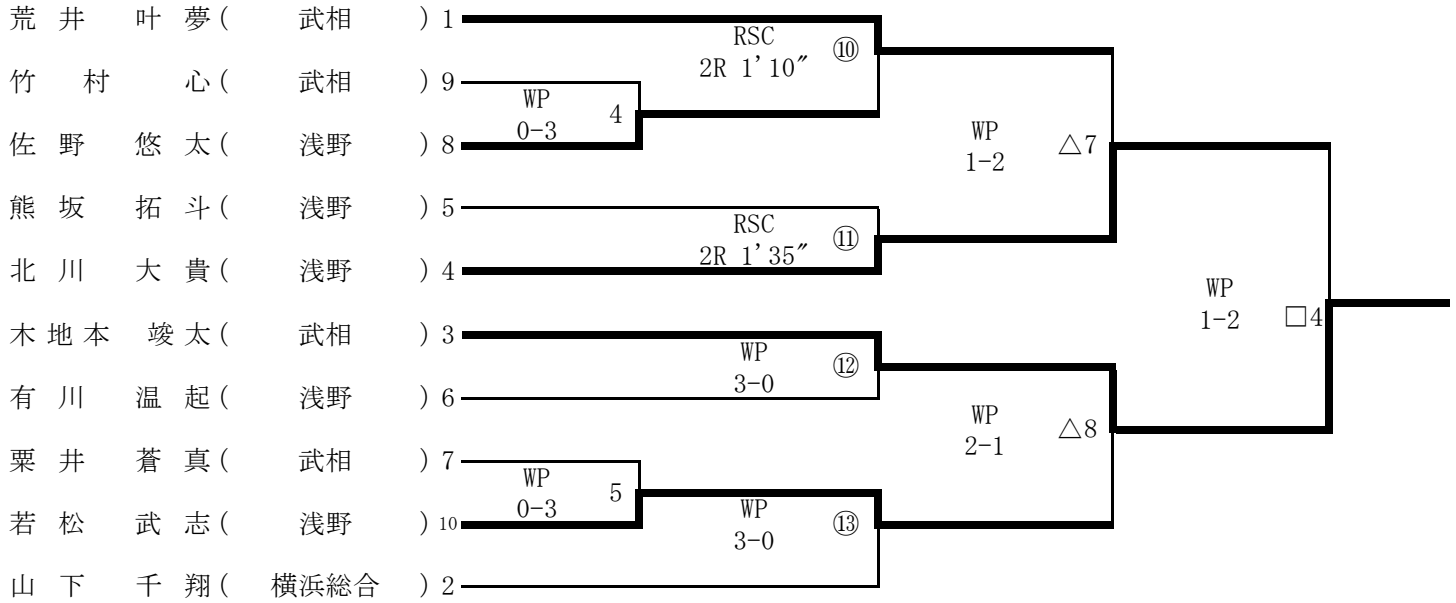 荒井 叶夢( 武相 ) 1
RSC ⑩
2R 1'10″
竹村 心( 武相 ) 9
WP 4
0-3
佐野 悠太( 浅野 ) 8
WP △7
1-2
熊坂 拓斗( 浅野 ) 5
RSC ⑪
2R 1'35″
北川 大貴( 浅野 ) 4
WP □4
1-2
木地本 竣太( 武相 ) 3
WP ⑫
3-0
有川 温起( 浅野 ) 6
WP △8
2-1
粟井 蒼真( 武相 ) 7
WP 5
0-3
若松 武志( 浅野 ) 10
WP ⑬
3-0
山下 千翔( 横浜総合 ) 2